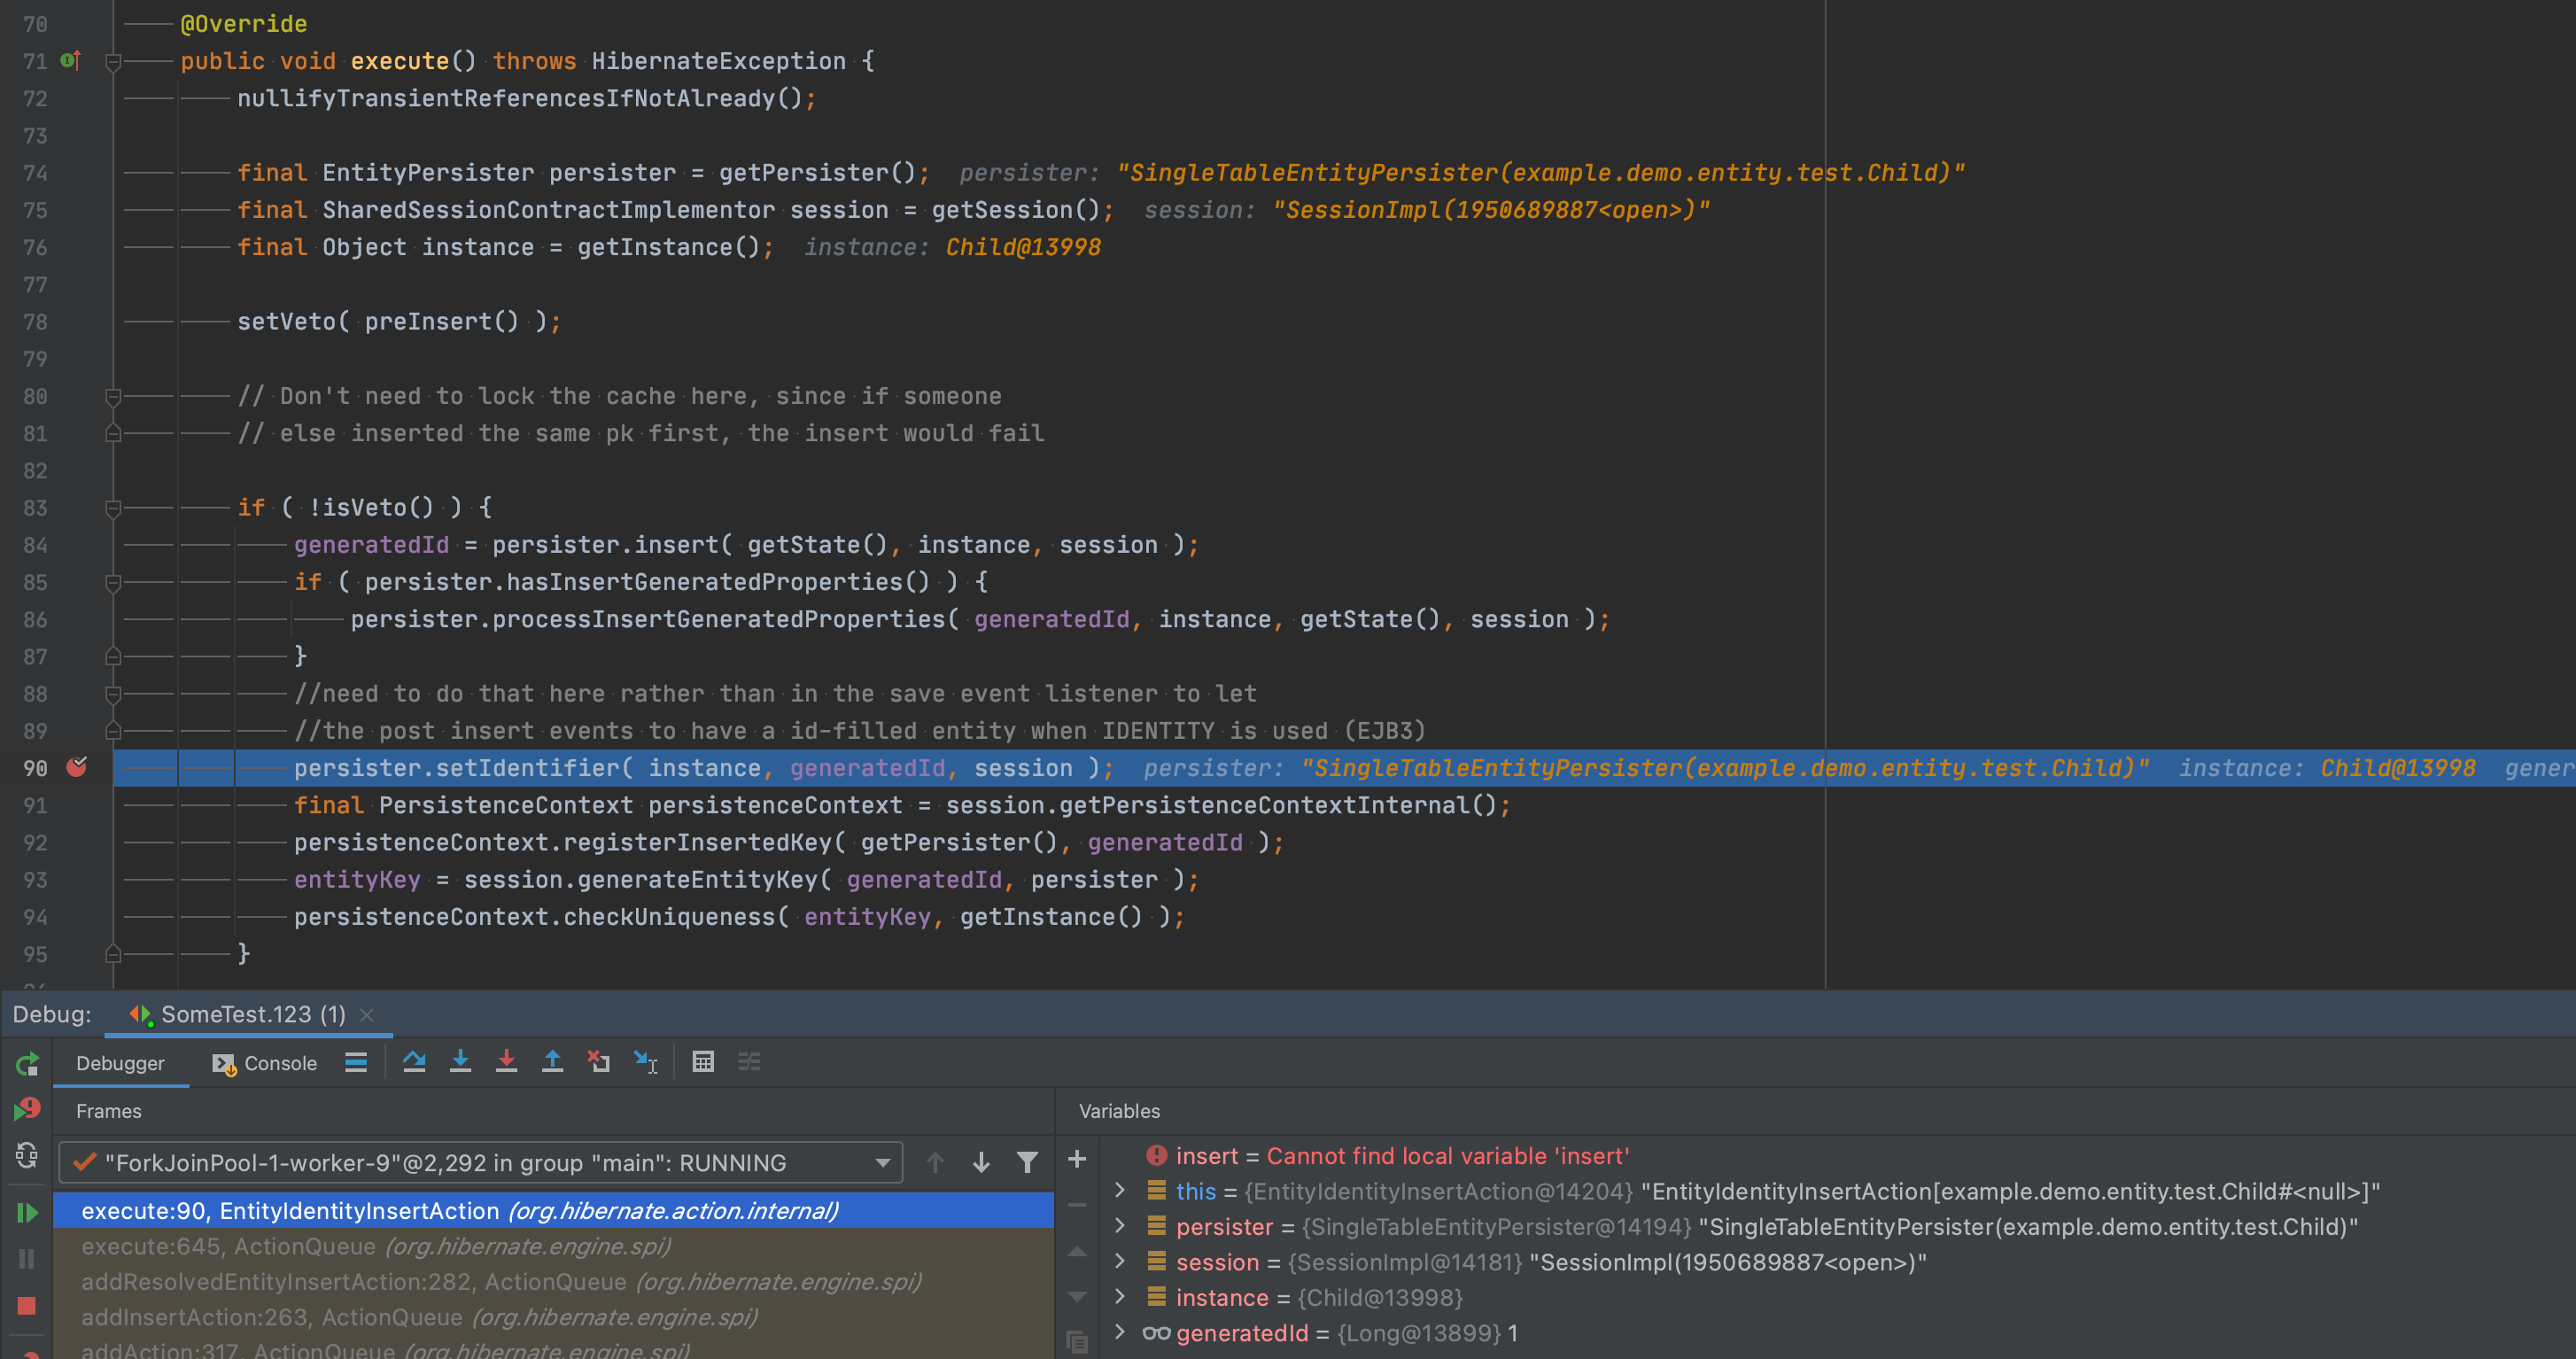 70 @Override
71 public void execute() throws HibernateException {
72 nullifyTransientReferencesIfNotAlready();
73
74 final EntityPersister persister = getPersister(); persister: "SingleTableEntityPersister(example.demo.entity.test.Child)"
75 final SharedSessionContractImplementor session = getSession(); session: "SessionImpl(1950689887<open>)"
76 final Object instance = getInstance(); instance: Child@13998
77
78 setVeto( preInsert() );
79
80 // Don't need to lock the cache here, since if someone
81 // else inserted the same pk first, the insert would fail
82
83 if ( !isVeto() ) {
84 generatedId = persister.insert( getState(), instance, session );
85 if ( persister.hasInsertGeneratedProperties() ) {
86 persister.processInsertGeneratedProperties( generatedId, instance, getState(), session );
87 }
88 //need to do that here rather than in the save event listener to let
89 //the post insert events to have a id-filled entity when IDENTITY is used (EJB3)
90 persister.setIdentifier( instance, generatedId, session ); persister: "SingleTableEntityPersister(example.demo.entity.test.Child)" instance: Child@13998 gener
91 final PersistenceContext persistenceContext = session.getPersistenceContextInternal();
92 persistenceContext.registerInsertedKey( getPersister(), generatedId );
93 entityKey = session.generateEntityKey( generatedId, persister );
94 persistenceContext.checkUniqueness( entityKey, getInstance() );
95 }
Debug: SomeTest.123 (1)
Debugger Console
Frames
"ForkJoinPool-1-worker-9"@2,292 in group "main": RUNNING
execute:90, EntityIdentityInsertAction (org.hibernate.action.internal)
execute:645, ActionQueue (org.hibernate.engine.spi)
addResolvedEntityInsertAction:282, ActionQueue (org.hibernate.engine.spi)
addInsertAction:263, ActionQueue (org.hibernate.engine.spi)
addAction:317, ActionQueue (org.hibernate.engine.spi)
Variables
insert = Cannot find local variable 'insert'
this = {EntityIdentityInsertAction@14204} "EntityIdentityInsertAction[example.demo.entity.test.Child#<null>]"
persister = {SingleTableEntityPersister@14194} "SingleTableEntityPersister(example.demo.entity.test.Child)"
session = {SessionImpl@14181} "SessionImpl(1950689887<open>)"
instance = {Child@13998}
generatedId = {Long@13899} 1